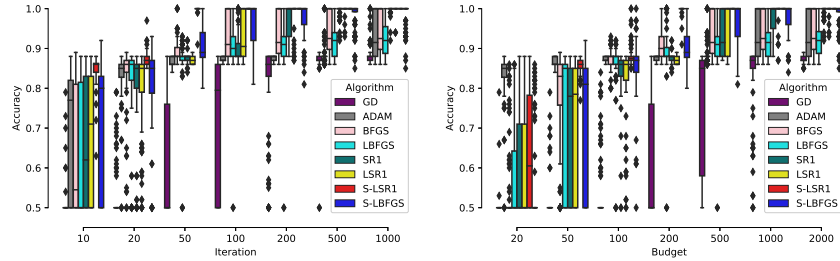 1.0
0.9
0.8
0.7
0.6
0.5
Accuracy
10 20 50 100 200 500 1000
Iteration
Algorithm
GD
ADAM
BFGS
LBFGS
SR1
LSR1
S-LSR1
S-LBFGS
1.0
0.9
0.8
0.7
0.6
0.5
Accuracy
20 50 100 200 500 1000 2000
Budget
Algorithm
GD
ADAM
BFGS
LBFGS
SR1
LSR1
S-LSR1
S-LBFGS